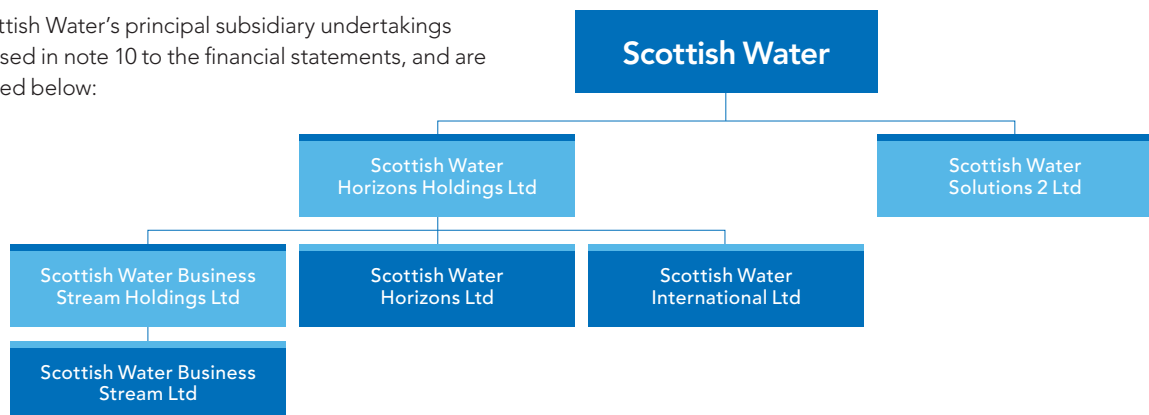 ttish Water’s principal subsidiary undertakings
sed in note 10 to the financial statements, and are
ed below:
Scottish Water
Scottish Water
Horizons Holdings Ltd
Scottish Water
Solutions 2 Ltd
Scottish Water Business
Stream Holdings Ltd
Scottish Water
Horizons Ltd
Scottish Water
International Ltd
Scottish Water Business
Stream Ltd